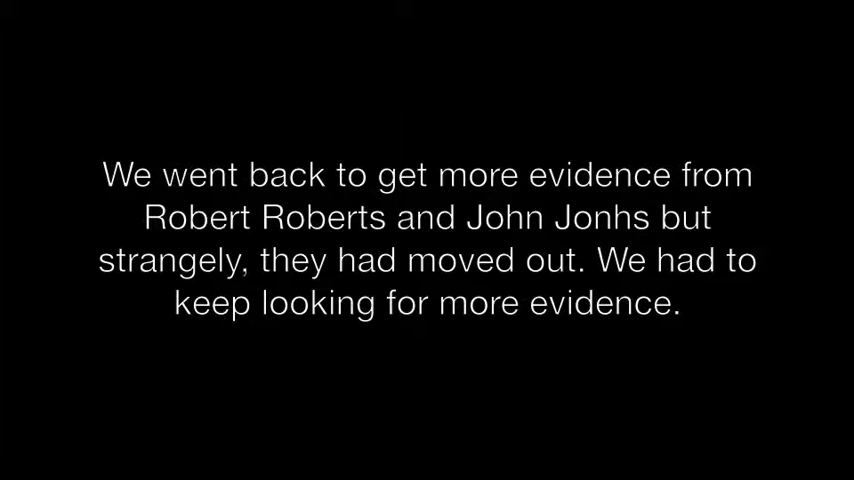 We went back to get more evidence from
Robert Roberts and John Jonhs but
strangely, they had moved out. We had to
keep looking for more evidence.